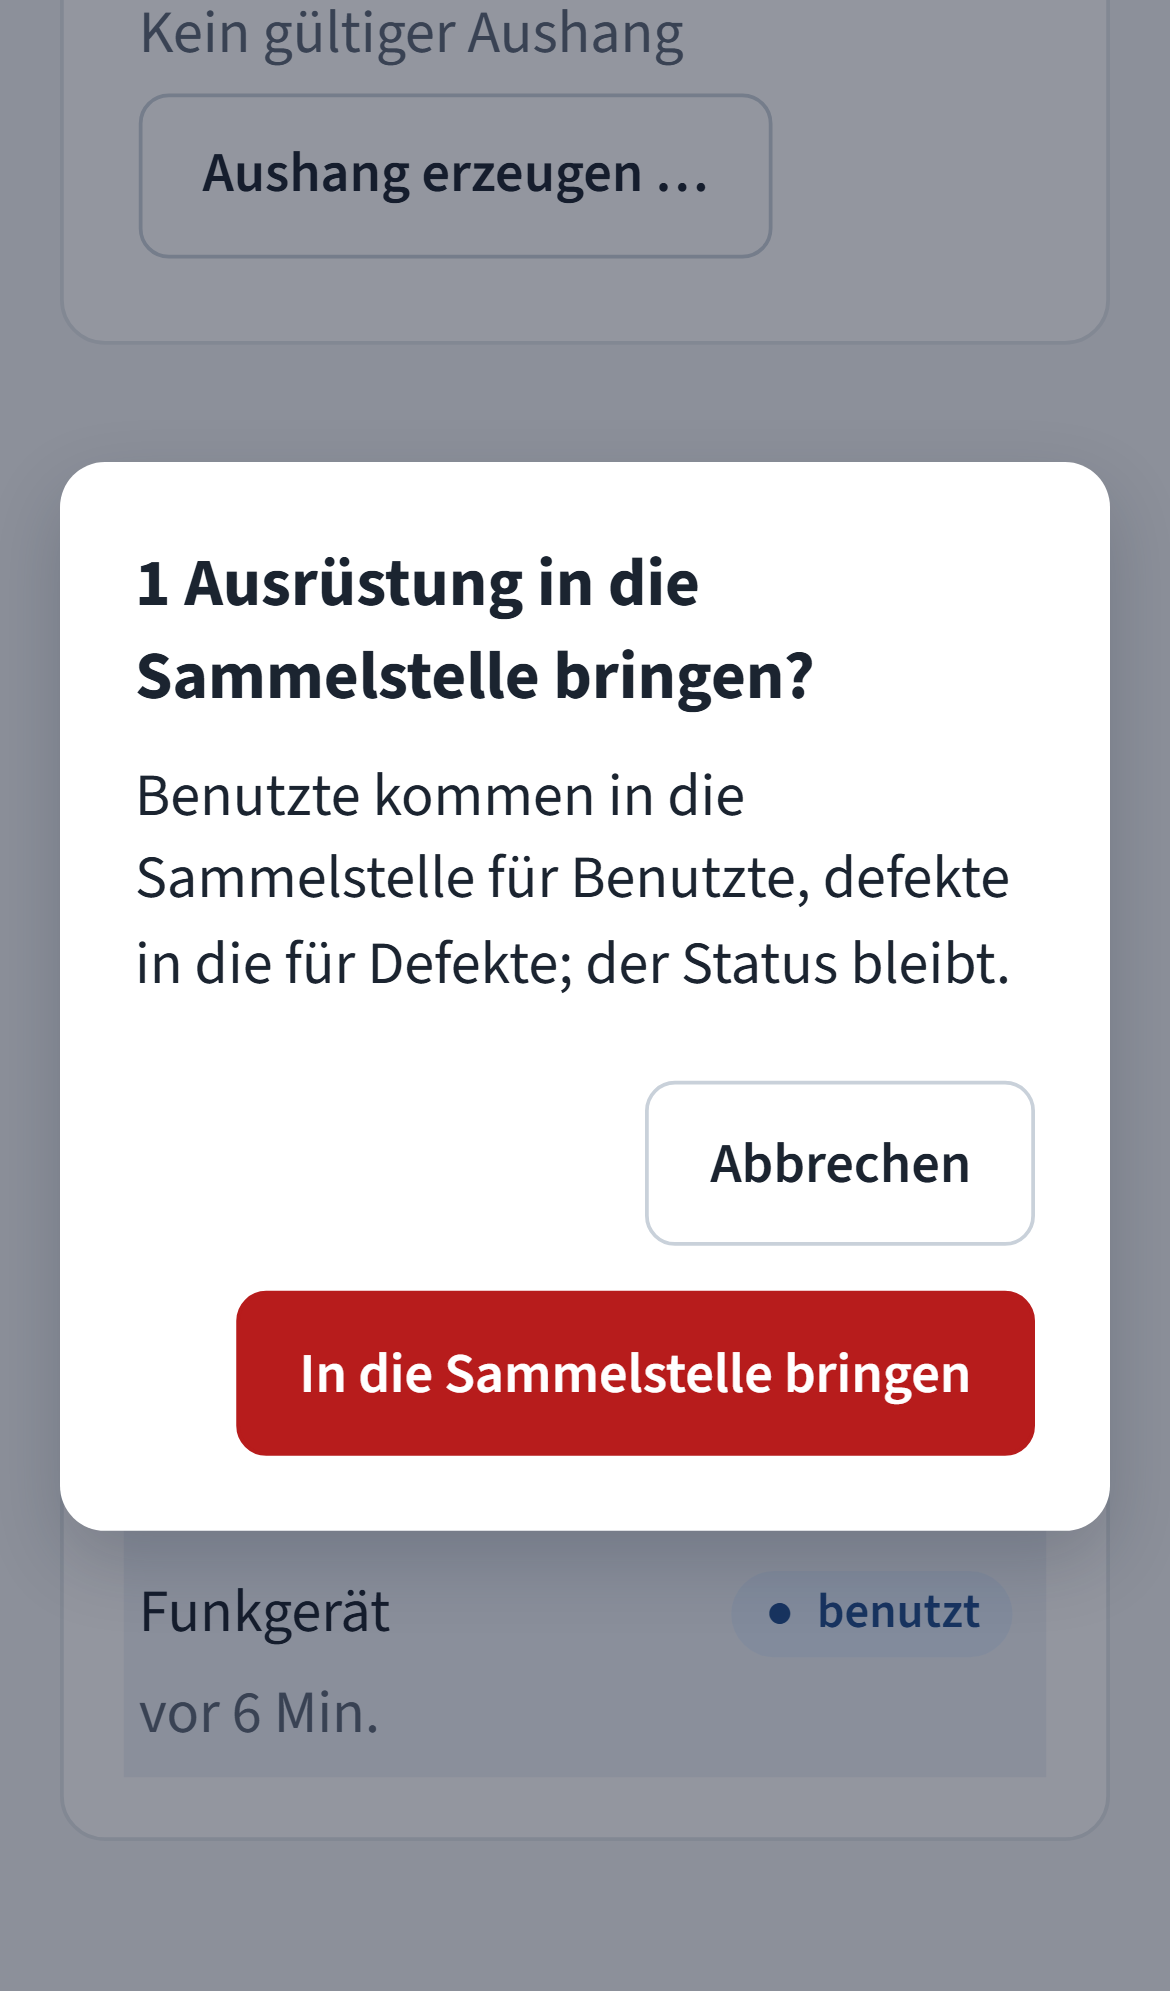 Kein gültiger Aushang
Aushang erzeugen …
1 Ausrüstung in die
Sammelstelle bringen?
Benutzte kommen in die
Sammelstelle für Benutzte, defekte
in die für Defekte; der Status bleibt.
Abbrechen
In die Sammelstelle bringen
Funkgerät
benutzt
vor 6 Min.